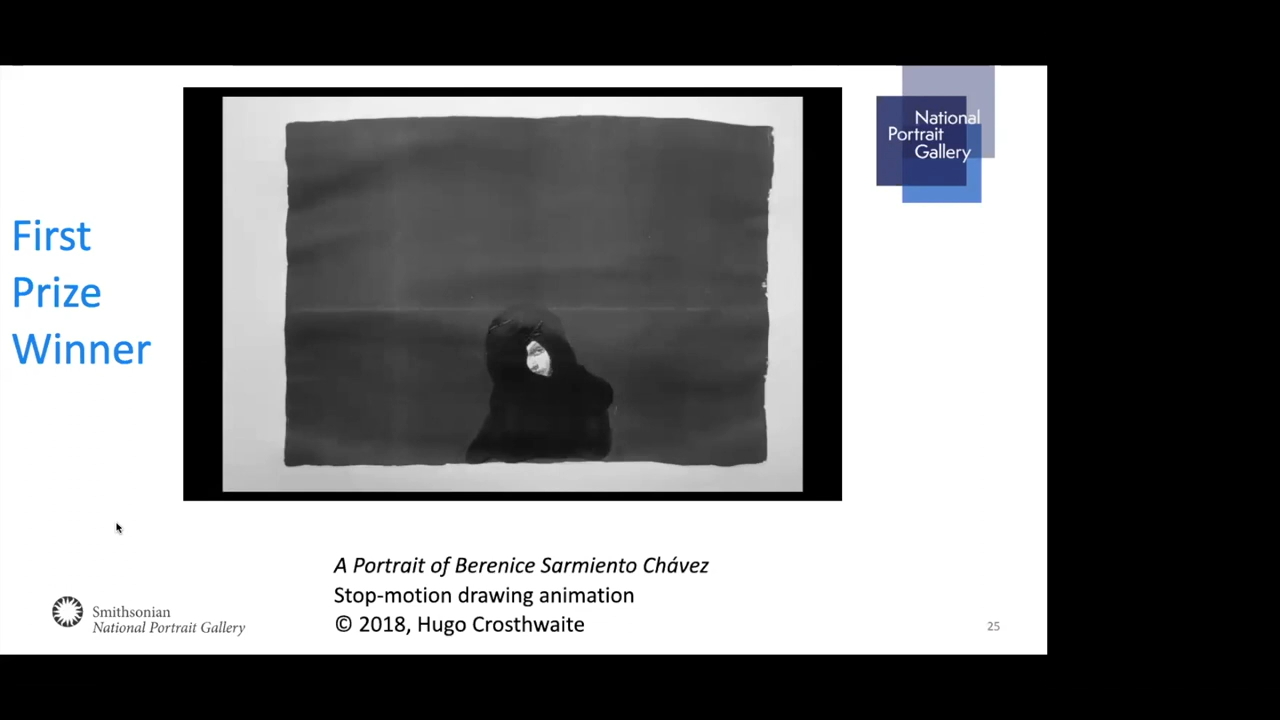 National
Portrait
Gallery
First
Prize
Winner
A Portrait of Berenice Sarmiento Chávez
Stop-motion drawing animation
© 2018, Hugo Crosthwaite
Smithsonian
National Portrait Gallery
25